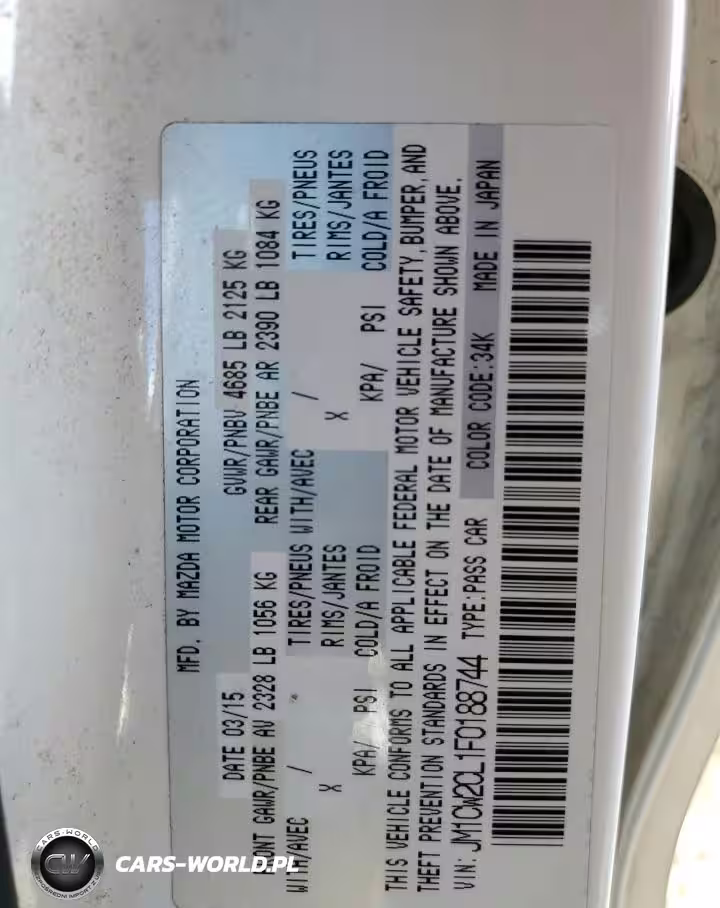 MFD. BY MAZDA MOTOR CORPORATION
DATE 03/15 GVWR/PNBV 4685 LB 2125 KG
FRONT GAWR/PNBE AV 2328 LB 1056 KG REAR GAWR/PNBE AR 2390 LB 1084 KG
WITH/AVEC / TIRES/PNEUS WITH/AVEC / TIRES/PNEUS
X RIMS/JANTES X RIMS/JANTES
KPA/ PSI COLD/A FROID KPA/ PSI COLD/A FROID
THIS VEHICLE CONFORMS TO ALL APPLICABLE FEDERAL MOTOR VEHICLE SAFETY, BUMPER, AND
THEFT PREVENTION STANDARDS IN EFFECT ON THE DATE OF MANUFACTURE SHOWN ABOVE.
VIN: JM1CW2CL1F0188744 TYPE:PASS CAR COLOR CODE:34K MADE IN JAPAN
CARS-WORLD
CW
CARS-WORLD.PL